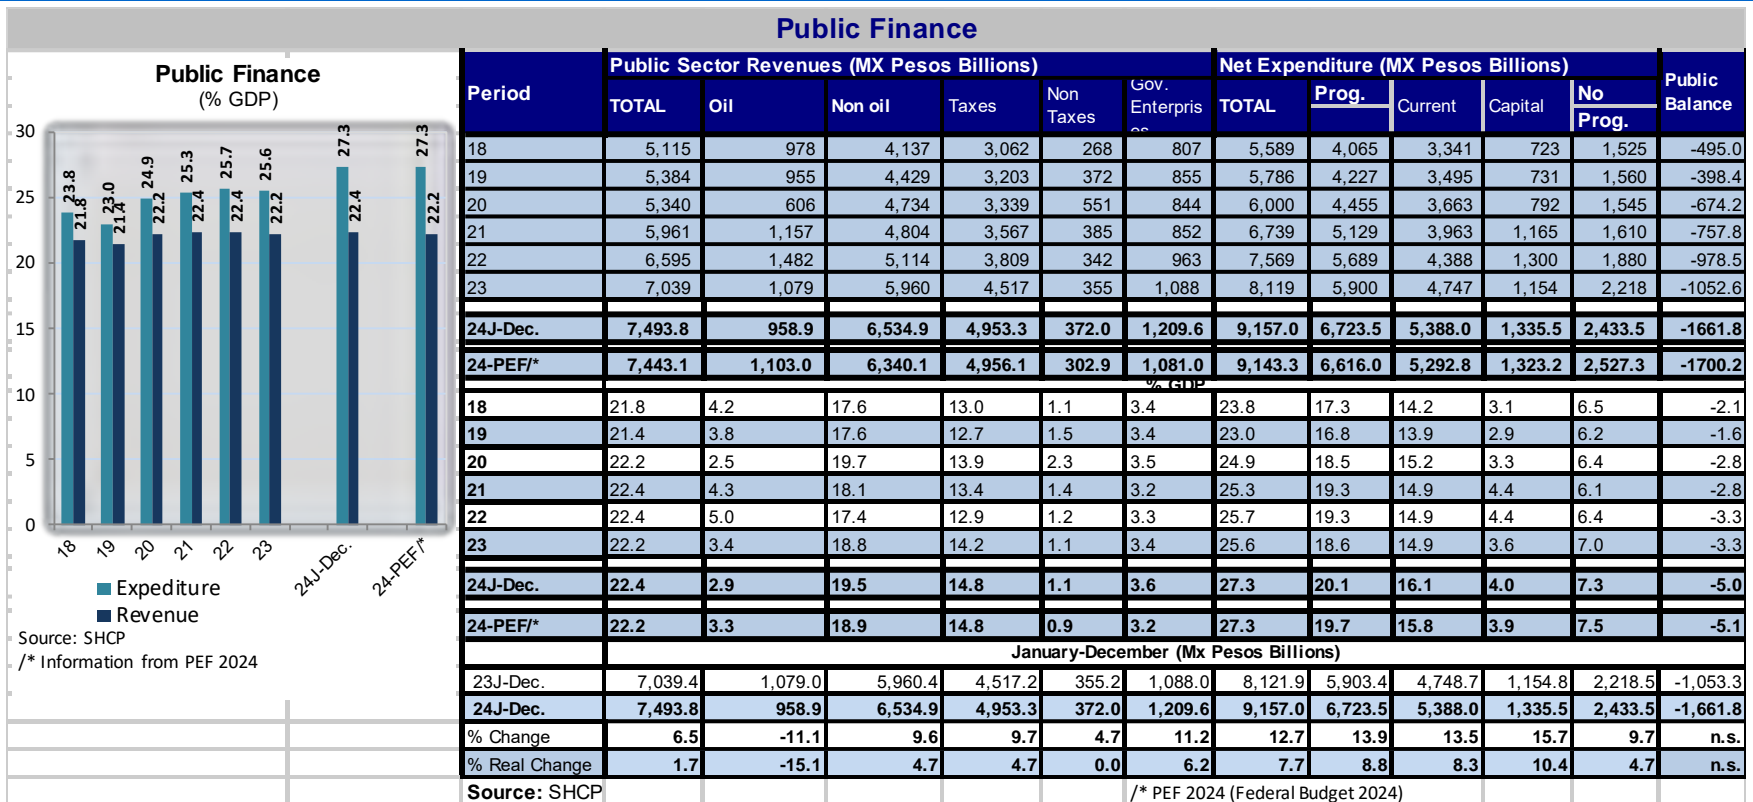 Public Finance
Public Finance
(% GDP)
30
25
20
15
10
5
0
23.8
21.8
23.0
21.4
24.9
22.2
25.3
22.4
25.7
22.4
25.6
22.2
27.3
22.4
27.3
22.2
18
19
20
21
22
23
24J-Dec.
24-PEF/*
Expediture
Revenue
Source: SHCP
/* Information from PEF 2024
Period Public Sector Revenues (MX Pesos Billions) Net Expenditure (MX Pesos Billions) Public Balance
TOTAL Oil Non oil Taxes Non Taxes Gov. Enterpris es TOTAL Prog. Current Capital No Prog.
18 5,115 978 4,137 3,062 268 807 5,589 4,065 3,341 723 1,525 -495.0
19 5,384 955 4,429 3,203 372 855 5,786 4,227 3,495 731 1,560 -398.4
20 5,340 606 4,734 3,339 551 844 6,000 4,455 3,663 792 1,545 -674.2
21 5,961 1,157 4,804 3,567 385 852 6,739 5,129 3,963 1,165 1,610 -757.8
22 6,595 1,482 5,114 3,809 342 963 7,569 5,689 4,388 1,300 1,880 -978.5
23 7,039 1,079 5,960 4,517 355 1,088 8,119 5,900 4,747 1,154 2,218 -1052.6
24J-Dec. 7,493.8 958.9 6,534.9 4,953.3 372.0 1,209.6 9,157.0 6,723.5 5,388.0 1,335.5 2,433.5 -1661.8
24-PEF/* 7,443.1 1,103.0 6,340.1 4,956.1 302.9 1,081.0 9,143.3 6,616.0 5,292.8 1,323.2 2,527.3 -1700.2
% GDP
18 21.8 4.2 17.6 13.0 1.1 3.4 23.8 17.3 14.2 3.1 6.5 -2.1
19 21.4 3.8 17.6 12.7 1.5 3.4 23.0 16.8 13.9 2.9 6.2 -1.6
20 22.2 2.5 19.7 13.9 2.3 3.5 24.9 18.5 15.2 3.3 6.4 -2.8
21 22.4 4.3 18.1 13.4 1.4 3.2 25.3 19.3 14.9 4.4 6.1 -2.8
22 22.4 5.0 17.4 12.9 1.2 3.3 25.7 19.3 14.9 4.4 6.4 -3.3
23 22.2 3.4 18.8 14.2 1.1 3.4 25.6 18.6 14.9 3.6 7.0 -3.3
24J-Dec. 22.4 2.9 19.5 14.8 1.1 3.6 27.3 20.1 16.1 4.0 7.3 -5.0
24-PEF/* 22.2 3.3 18.9 14.8 0.9 3.2 27.3 19.7 15.8 3.9 7.5 -5.1
January-December (Mx Pesos Billions)
23J-Dec. 7,039.4 1,079.0 5,960.4 4,517.2 355.2 1,088.0 8,121.9 5,903.4 4,748.7 1,154.8 2,218.5 -1,053.3
24J-Dec. 7,493.8 958.9 6,534.9 4,953.3 372.0 1,209.6 9,157.0 6,723.5 5,388.0 1,335.5 2,433.5 -1,661.8
% Change 6.5 -11.1 9.6 9.7 4.7 11.2 12.7 13.9 13.5 15.7 9.7 n.s.
% Real Change 1.7 -15.1 4.7 4.7 0.0 6.2 7.7 8.8 8.3 10.4 4.7 n.s.
Source: SHCP
/* PEF 2024 (Federal Budget 2024)